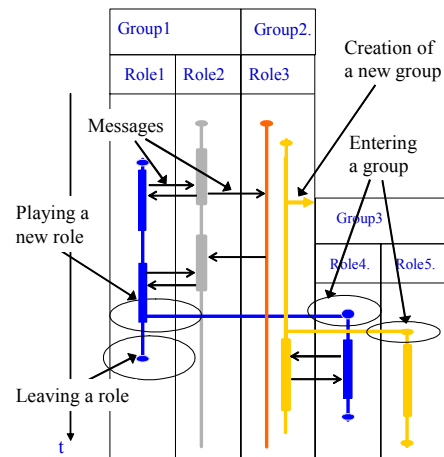 Group1
Group2.
Creation of
a new group
Role1
Role2
Role3
Messages
Entering
a group
Playing a
new role
Group3
Role4.
Role5.
Leaving a role
t